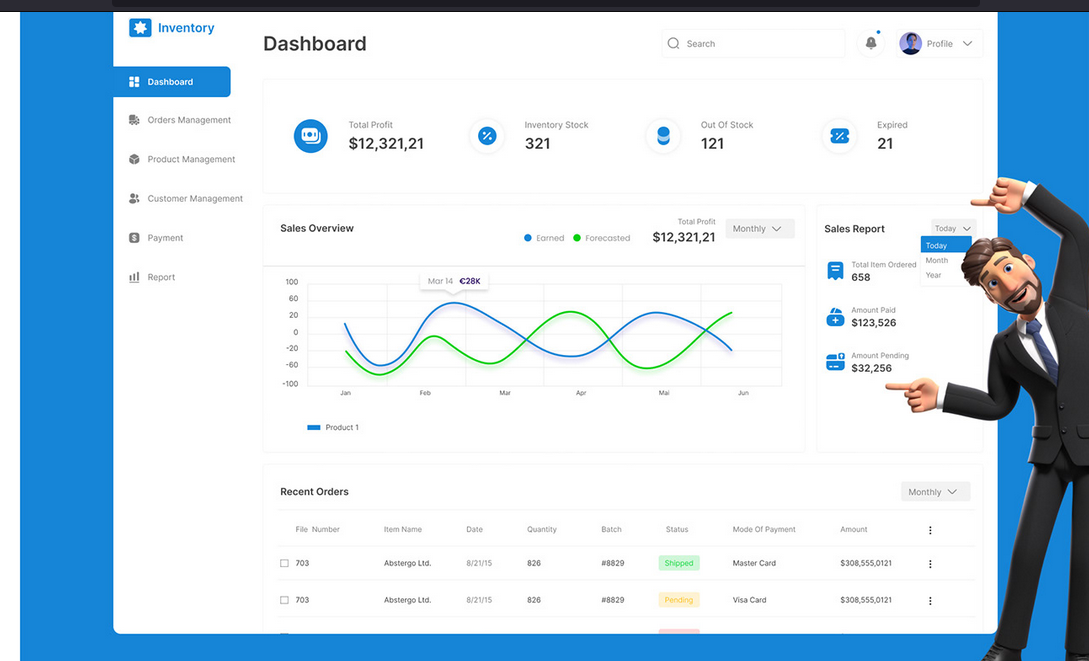 Inventory
Dashboard
Search
Profile
Dashboard
Orders Management
Product Management
Customer Management
Payment
Report
Total Profit
$12,321,21
Inventory Stock
321
Out Of Stock
121
Expired
21
Sales Overview
Earned
Forecasted
Total Profit
$12,321,21
Monthly
Mar 14 €28K
100
60
20
0
-20
-60
-100
Jan Feb Mar Apr Mai Jun
Product 1
Sales Report
Today
Today
Month
Year
Total Item Ordered
658
Amount Paid
$123,526
Amount Pending
$32,256
Recent Orders
Monthly
File Number Item Name Date Quantity Batch Status Mode Of Payment Amount
703 Abstergo Ltd. 8/21/15 826 #8829 Shipped Master Card $308,555,0121
703 Abstergo Ltd. 8/21/15 826 #8829 Pending Visa Card $308,555,0121